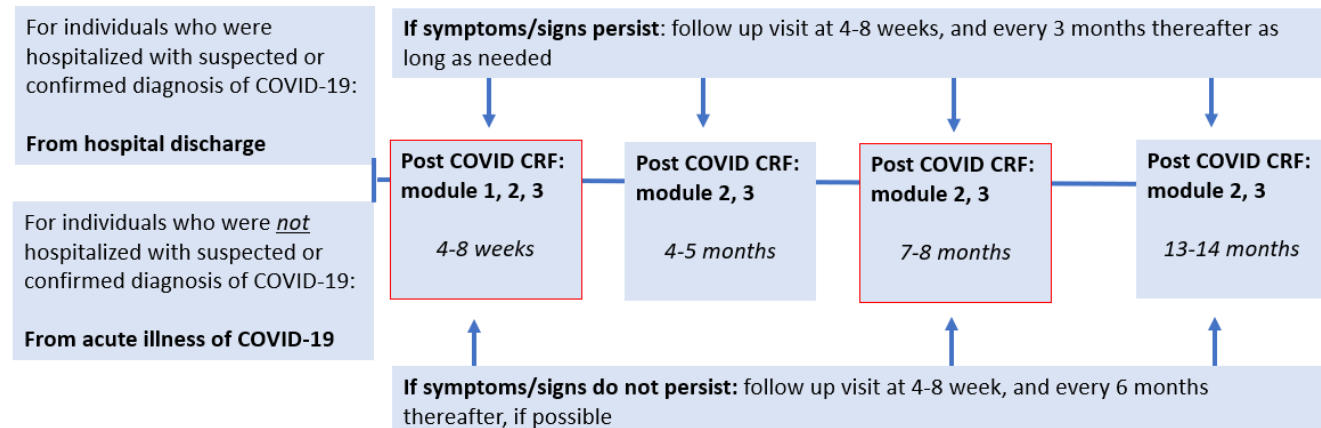 For individuals who were
hospitalized with suspected or
confirmed diagnosis of COVID-19:
From hospital discharge
For individuals who were not
hospitalized with suspected or
confirmed diagnosis of COVID-19:
From acute illness of COVID-19
If symptoms/signs persist: follow up visit at 4-8 weeks, and every 3 months thereafter as
long as needed
Post COVID CRF:
module 1, 2, 3
4-8 weeks
Post COVID CRF:
module 2, 3
4-5 months
Post COVID CRF:
module 2, 3
7-8 months
Post COVID CRF:
module 2, 3
13-14 months
If symptoms/signs do not persist: follow up visit at 4-8 week, and every 6 months
thereafter, if possible